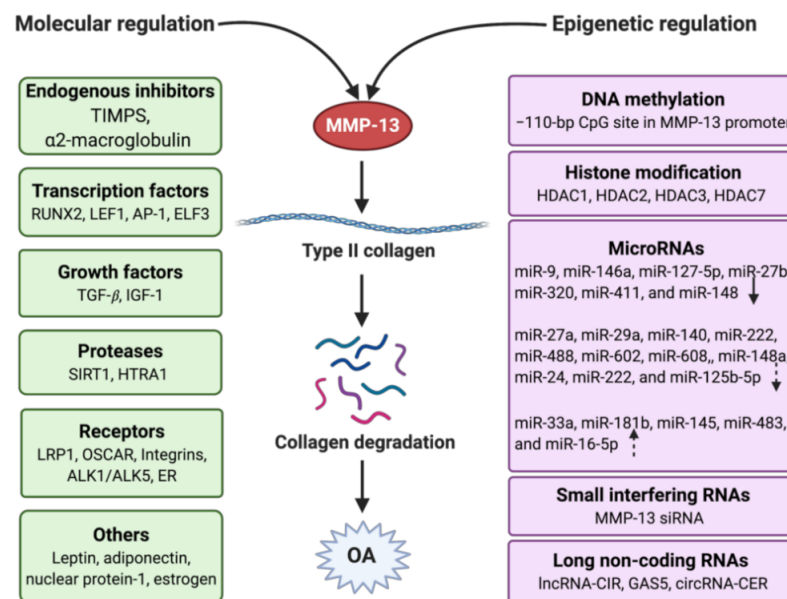 Molecular regulation
Epigenetic regulation
Endogenous inhibitors
TIMPS,
α2-macroglobulin
Transcription factors
RUNX2, LEF1, AP-1, ELF3
Growth factors
TGF-β, IGF-1
Proteases
SIRT1, HTRA1
Receptors
LRP1, OSCAR, Integrins,
ALK1/ALK5, ER
Others
Leptin, adiponectin,
nuclear protein-1, estrogen
MMP-13
Type II collagen
Collagen degradation
OA
DNA methylation
−110-bp CpG site in MMP-13 promoter
Histone modification
HDAC1, HDAC2, HDAC3, HDAC7
MicroRNAs
miR-9, miR-146a, miR-127-5p, miR-27b
miR-320, miR-411, and miR-148
miR-27a, miR-29a, miR-140, miR-222,
miR-488, miR-602, miR-608,, miR-148a,
miR-24, miR-222, and miR-125b-5p
miR-33a, miR-181b, miR-145, miR-483,
and miR-16-5p
Small interfering RNAs
MMP-13 siRNA
Long non-coding RNAs
lncRNA-CIR, GAS5, circRNA-CER